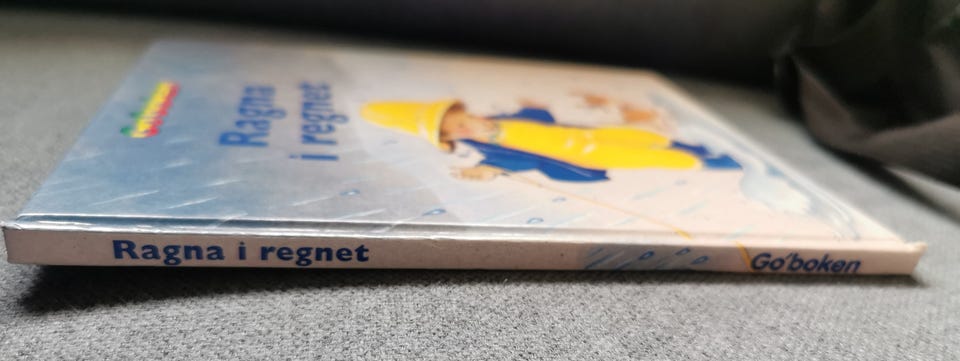 Ragna
i regnet
Ragna i regnet
Go'boken